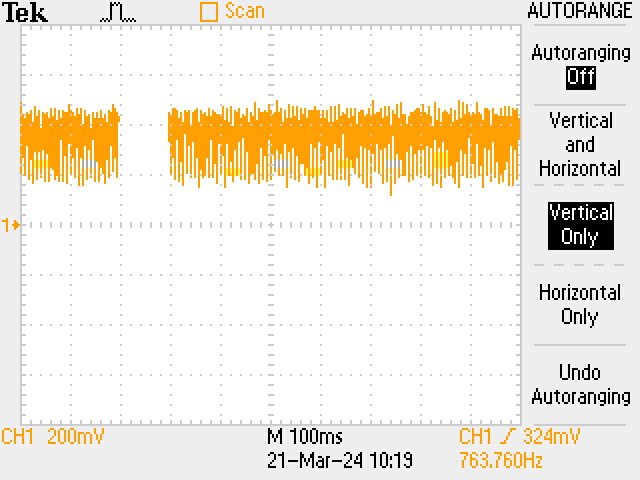 Tek
Scan
AUTORANGE
Autoranging
Off
Vertical
and
Horizontal
Vertical
Only
Horizontal
Only
Undo
Autoranging
1
CH1 200mV
M 100ms
CH1 324mV
21-Mar-24 10:19
763.760Hz